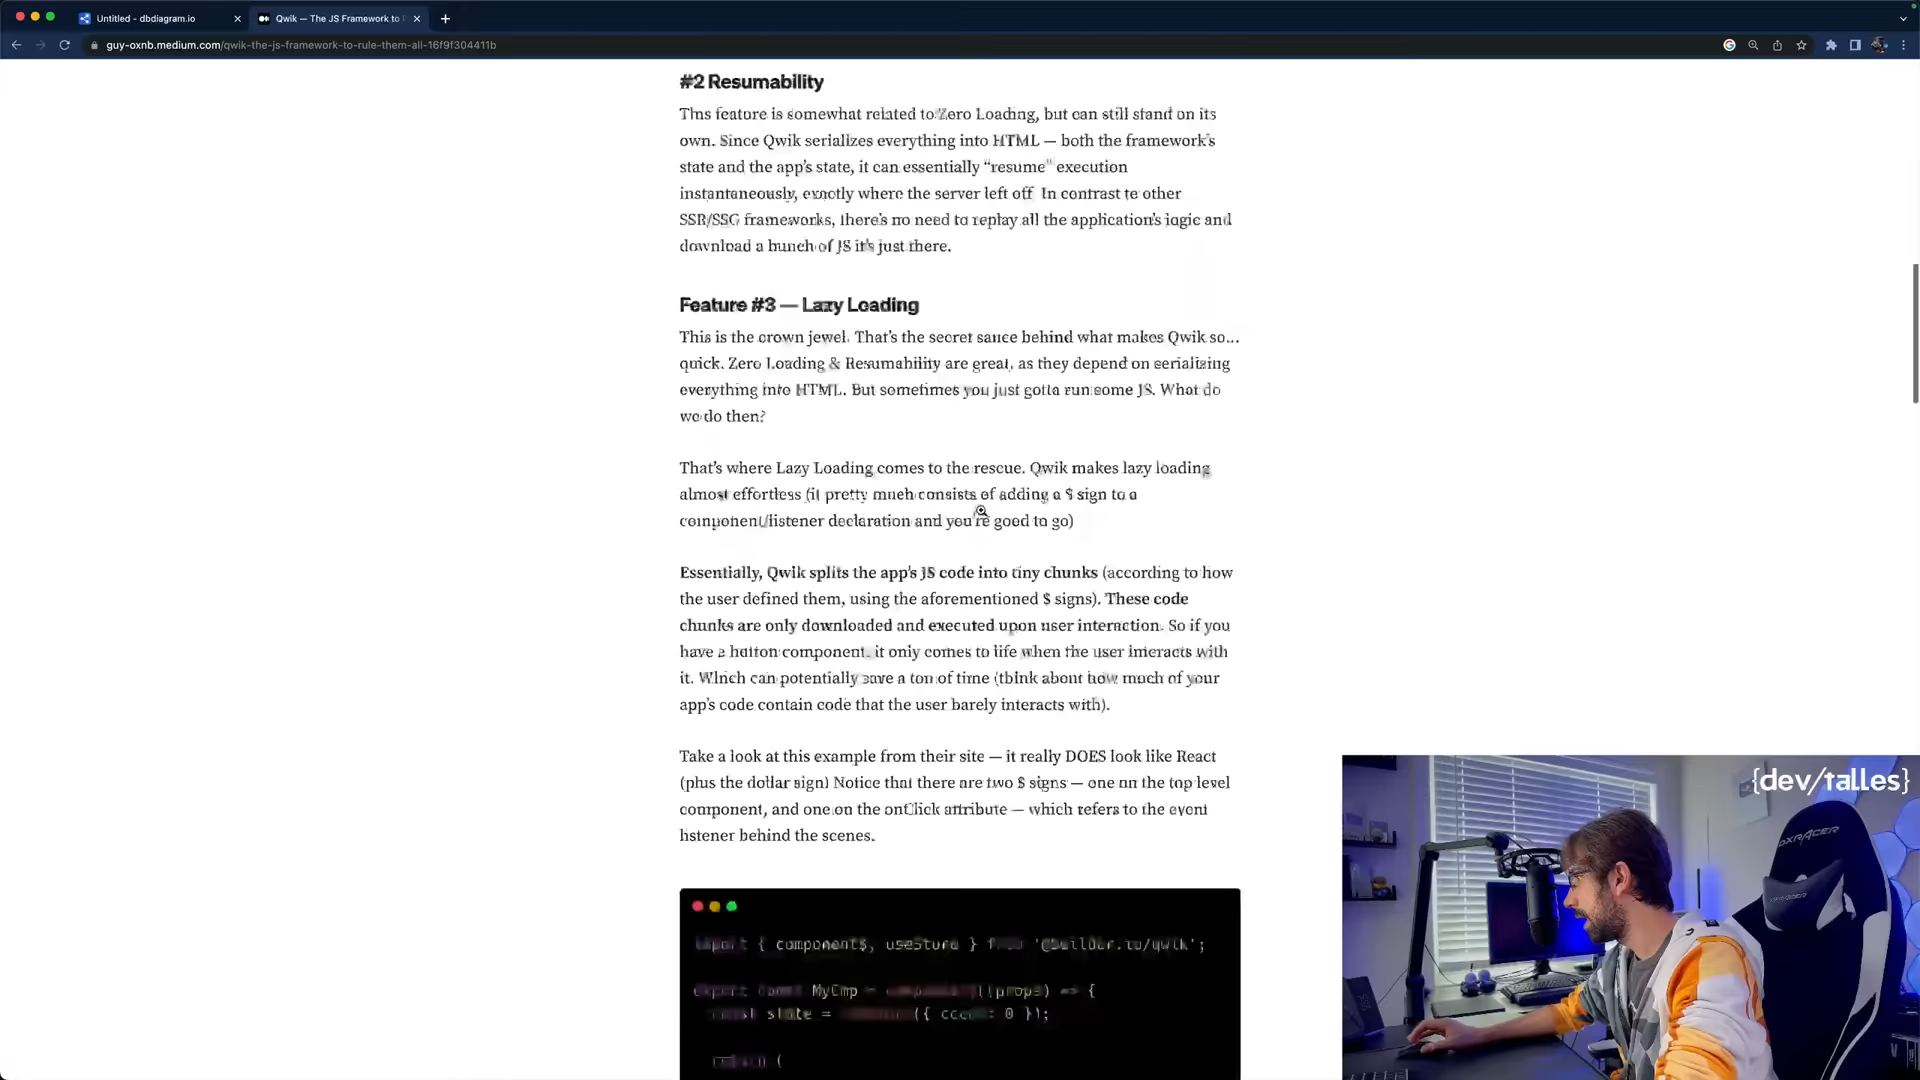 Untitled - dbdiagram.io
Qwik — The JS Framework to
guy-oxnb.medium.com/qwik-the-js-framework-to-rule-them-all-16f9f304411b
#2 Resumability
This feature is somewhat related to Zero Loading, but can still stand on its
own. Since Qwik serializes everything into HTML — both the framework's
state and the app's state, it can essentially “resume” execution
instantaneously, exactly where the server left off. In contrast to other
SSR/SSG frameworks, there's no need to replay all the application's logic and
download a bunch of JS it's just there.
Feature #3 — Lazy Loading
This is the crown jewel. That's the secret sauce behind what makes Qwik so...
quick. Zero Loading & Resumability are great, as they depend on serializing
everything into HTML. But sometimes you just gotta run some JS. What do
we do then?
That's where Lazy Loading comes to the rescue. Qwik makes lazy loading
almost effortless (it pretty much consists of adding a $ sign to a
component/listener declaration and you're good to go)
Essentially, Qwik splits the app's JS code into tiny chunks (according to how
the user defined them, using the aforementioned $ signs). These code
chunks are only downloaded and executed upon user interaction. So if you
have a button component, it only comes to life when the user interacts with
it. Which can potentially save a ton of time (think about how much of your
app's code contain code that the user barely interacts with).
Take a look at this example from their site — it really DOES look like React
(plus the dollar sign) Notice that there are two $ signs — one on the top level
component, and one on the onClick attribute — which refers to the event
listener behind the scenes.
import { component$, useStore } from '@builder.io/qwik';
export const MyCmp = component$((props) => {
const state = useStore({ count: 0 });
return (
{dev/talles}
DXRACER